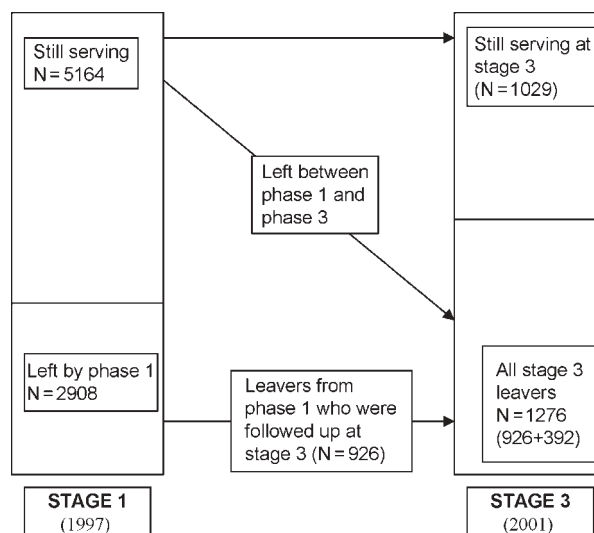 Still serving
N = 5164
Still serving at
stage 3
(N = 1029)
Left between
phase 1 and
phase 3
Left by phase 1
N = 2908
Leavers from
phase 1 who were
followed up at
stage 3 (N = 926)
All stage 3
leavers
N = 1276
(926+392)
STAGE 1
(1997)
STAGE 3
(2001)